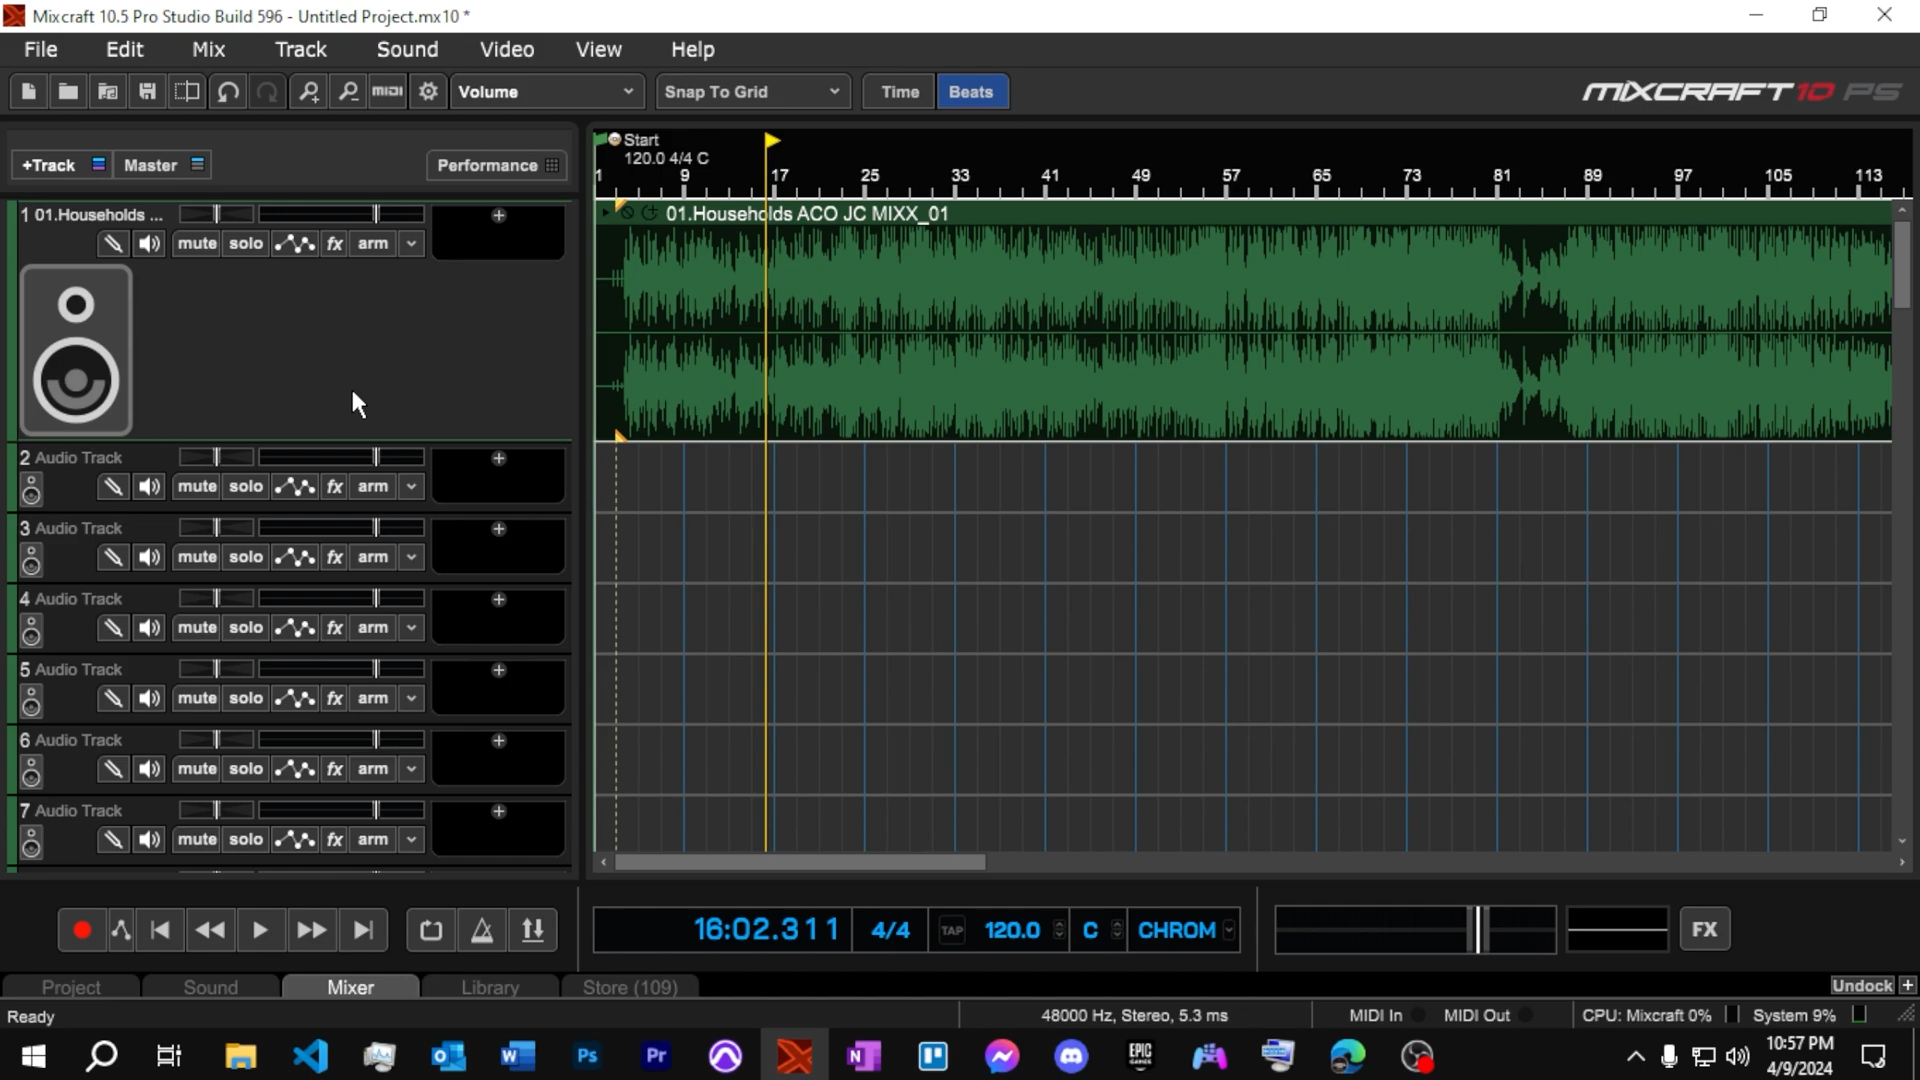 Mixcraft 10.5 Pro Studio Build 596 - Untitled Project.mx10 *
File Edit Mix Track Sound Video View Help
MIDI Volume Snap To Grid Time Beats MIXCRAFT 10 PS
Start
120.0 4/4 C
+Track Master Performance
1 9 17 25 33 41 49 57 65 73 81 89 97 105 113
1 01.Households ...
01.Households ACO JC MIXX_01
mute solo fx arm
2 Audio Track
mute solo fx arm
3 Audio Track
mute solo fx arm
4 Audio Track
mute solo fx arm
5 Audio Track
mute solo fx arm
6 Audio Track
mute solo fx arm
7 Audio Track
mute solo fx arm
16:02.311 4/4 TAP 120.0 C CHROM FX
Project Sound Mixer Library Store (109) Undock +
Ready 48000 Hz, Stereo, 5.3 ms MIDI In MIDI Out CPU: Mixcraft 0% System 9%
W Ps Pr N EPIC GAMES
10:57 PM
4/9/2024